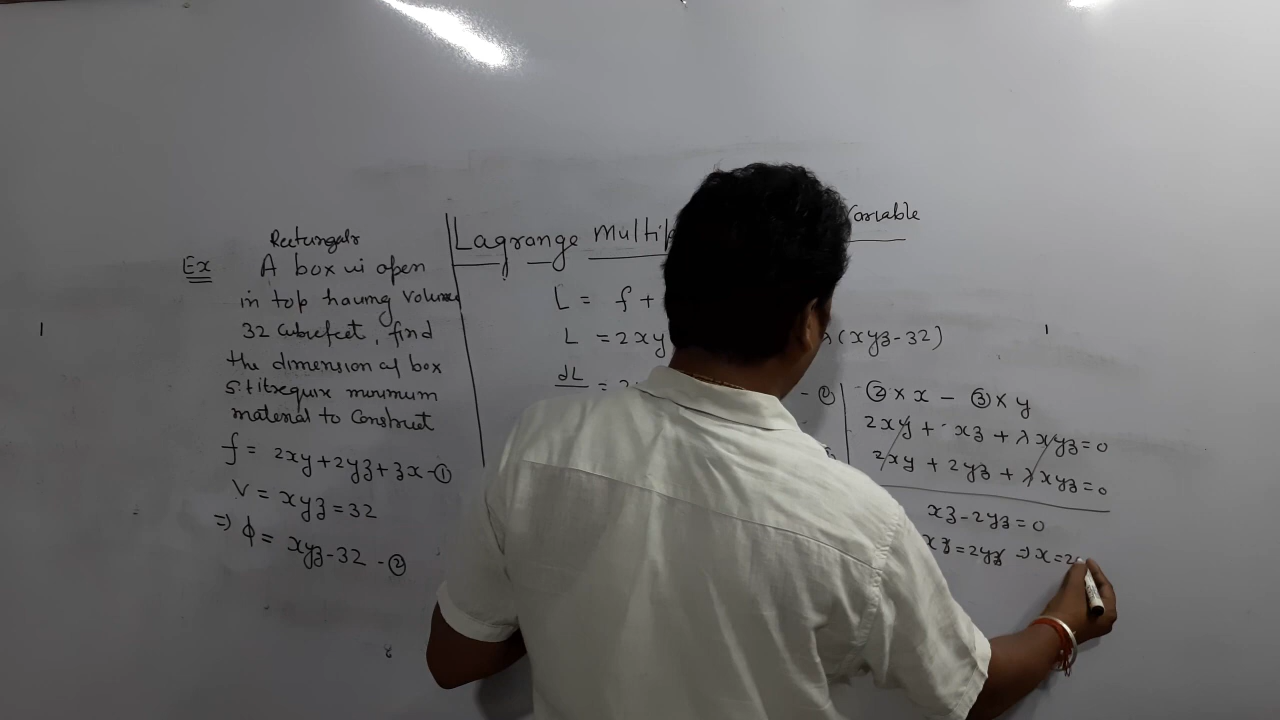 Rectangular
Ex A box is open
in top having volume
32 cubicfeet, find
the dimension of box
s.t it require minimum
material to construct
f = 2xy+2yz+zx-①
V = xyz=32
⇒ φ = xyz-32 -②
Lagrange Variable
L = f +
L = 2xy (xyz-32)
dL =
②×x - ③×y
2xy + xz + λxyz=0
2xy + 2yz + λxyz=0
xz-2yz=0
xz=2yz ⇒ x=2